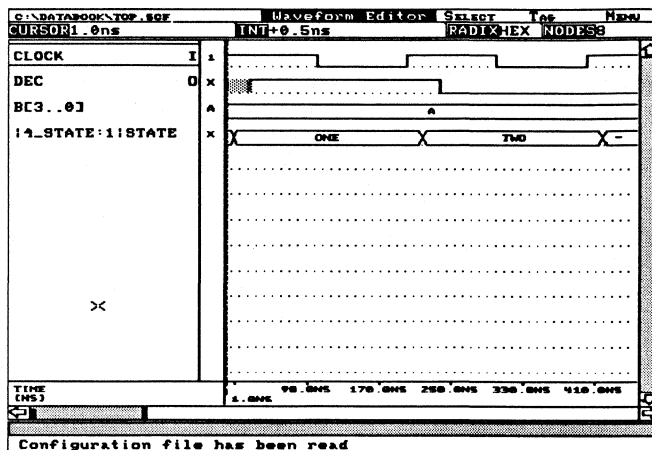 C:\DATABOOK\TOP.SCF Waveform Editor SELECT TAG MENU
CURSOR 1.0ns INT +0.5ns RADIX HEX NODES 8
CLOCK I 1
DEC O X
B[3..0] A A
|4_STATE:1|STATE X ONE TWO -
TIME [NS] 1.0NS 90.0NS 170.0NS 250.0NS 330.0NS 410.0NS
Configuration file has been read